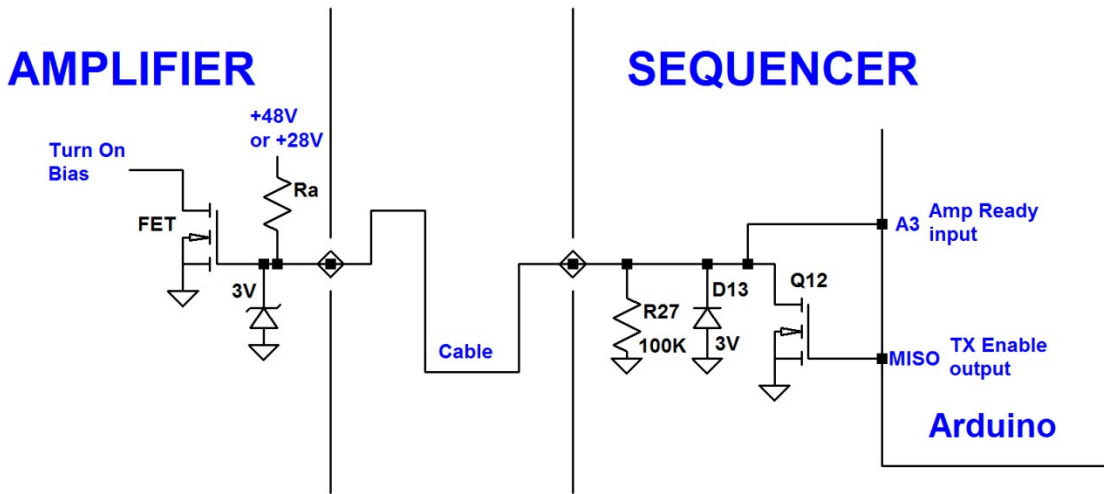 AMPLIFIER
SEQUENCER
+48V
or +28V
Turn On
Bias
Ra
FET
3V
Cable
R27
100K
D13
3V
Q12
A3
Amp Ready
input
MISO
TX Enable
output
Arduino